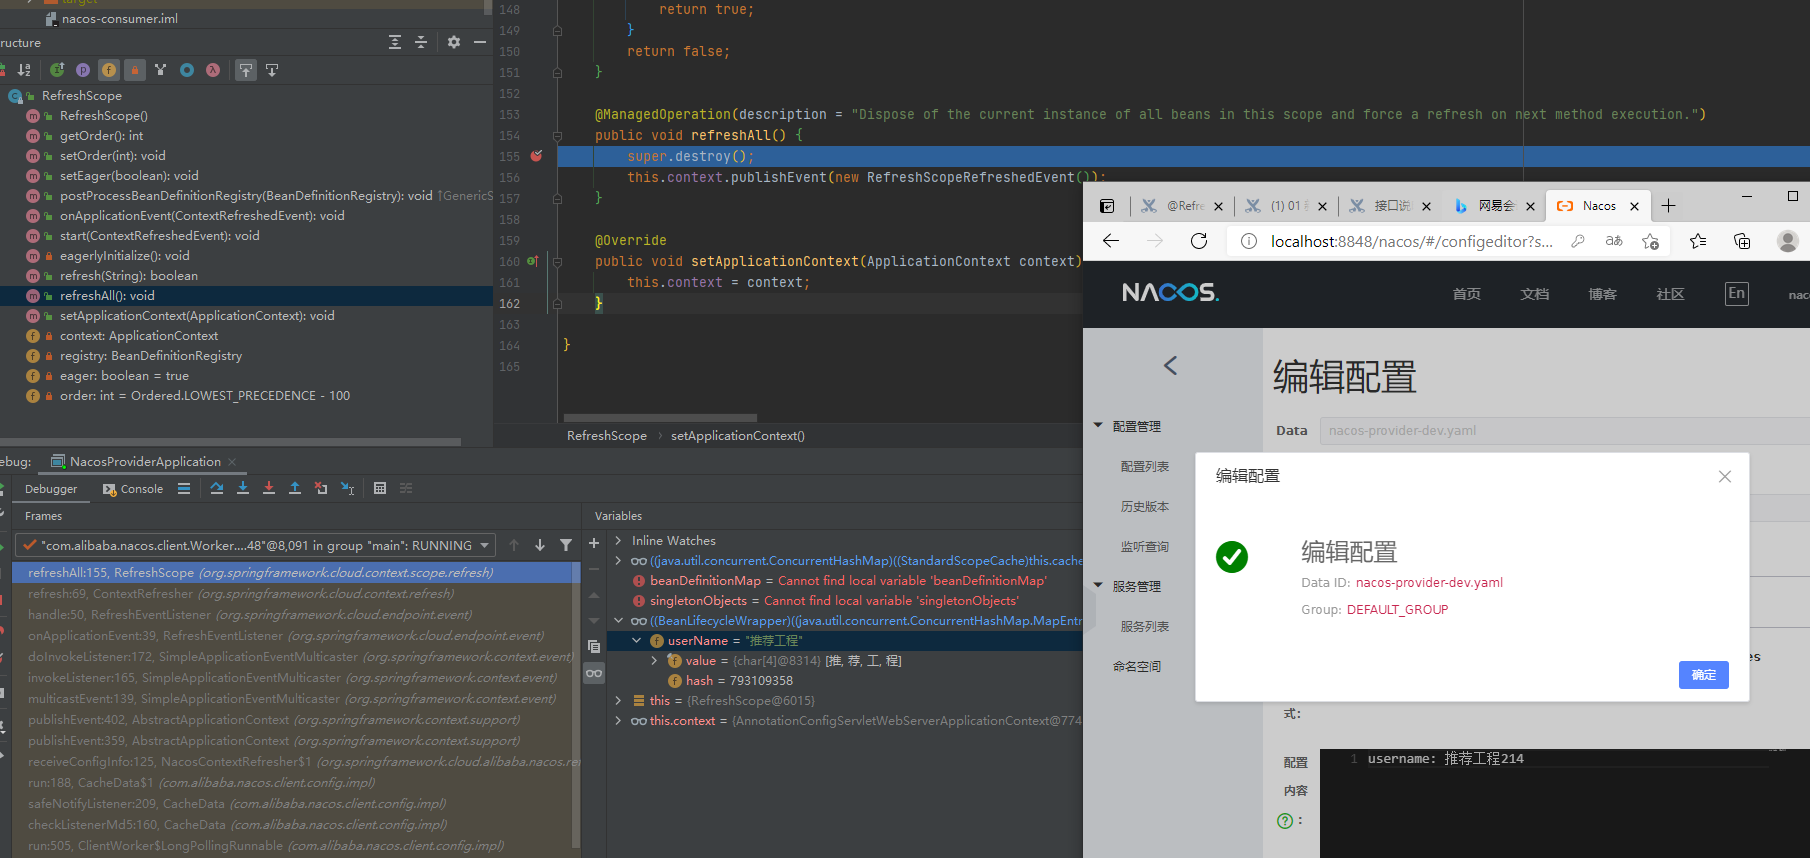 target
nacos-consumer.iml
ructure
RefreshScope
RefreshScope()
getOrder(): int
setOrder(int): void
setEager(boolean): void
postProcessBeanDefinitionRegistry(BeanDefinitionRegistry): void ↑GenericS
onApplicationEvent(ContextRefreshedEvent): void
start(ContextRefreshedEvent): void
eagerlyInitialize(): void
refresh(String): boolean
refreshAll(): void
setApplicationContext(ApplicationContext): void
context: ApplicationContext
registry: BeanDefinitionRegistry
eager: boolean = true
order: int = Ordered.LOWEST_PRECEDENCE - 100
148 return true;
149 }
150 return false;
151 }
152
153 @ManagedOperation(description = "Dispose of the current instance of all beans in this scope and force a refresh on next method execution.")
154 public void refreshAll() {
155 super.destroy();
156 this.context.publishEvent(new RefreshScopeRefreshedEvent());
157 }
158
159 @Override
160 public void setApplicationContext(ApplicationContext context)
161 this.context = context;
162 }
163
164 }
165
RefreshScope › setApplicationContext()
ebug: NacosProviderApplication
Debugger Console
Frames
"com.alibaba.nacos.client.Worker....48"@8,091 in group "main": RUNNING
refreshAll:155, RefreshScope (org.springframework.cloud.context.scope.refresh)
refresh:69, ContextRefresher (org.springframework.cloud.context.refresh)
handle:50, RefreshEventListener (org.springframework.cloud.endpoint.event)
onApplicationEvent:39, RefreshEventListener (org.springframework.cloud.endpoint.event)
doInvokeListener:172, SimpleApplicationEventMulticaster (org.springframework.context.event)
invokeListener:165, SimpleApplicationEventMulticaster (org.springframework.context.event)
multicastEvent:139, SimpleApplicationEventMulticaster (org.springframework.context.event)
publishEvent:402, AbstractApplicationContext (org.springframework.context.support)
publishEvent:359, AbstractApplicationContext (org.springframework.context.support)
receiveConfigInfo:125, NacosContextRefresher$1 (org.springframework.cloud.alibaba.nacos.ref
run:188, CacheData$1 (com.alibaba.nacos.client.config.impl)
safeNotifyListener:209, CacheData (com.alibaba.nacos.client.config.impl)
checkListenerMd5:160, CacheData (com.alibaba.nacos.client.config.impl)
run:505, ClientWorker$LongPollingRunnable (com.alibaba.nacos.client.config.impl)
Variables
Inline Watches
((java.util.concurrent.ConcurrentHashMap)((StandardScopeCache)this.cache
beanDefinitionMap = Cannot find local variable 'beanDefinitionMap'
singletonObjects = Cannot find local variable 'singletonObjects'
((BeanLifecycleWrapper)((java.util.concurrent.ConcurrentHashMap.MapEntr
userName = "推荐工程"
value = {char[4]@8314} [推, 荐, 工, 程]
hash = 793109358
this = {RefreshScope@6015}
this.context = {AnnotationConfigServletWebServerApplicationContext@774
@Refre (1) 01 接口说 网易会 Nacos
localhost:8848/nacos/#/configeditor?s...
NACOS.
首页 文档 博客 社区 En nac
编辑配置
Data nacos-provider-dev.yaml
配置管理
配置列表
历史版本
监听查询
服务管理
服务列表
命名空间
编辑配置
编辑配置
Data ID: nacos-provider-dev.yaml
Group: DEFAULT_GROUP
确定
es
式:
配置
内容
? :
1 username: 推荐工程214